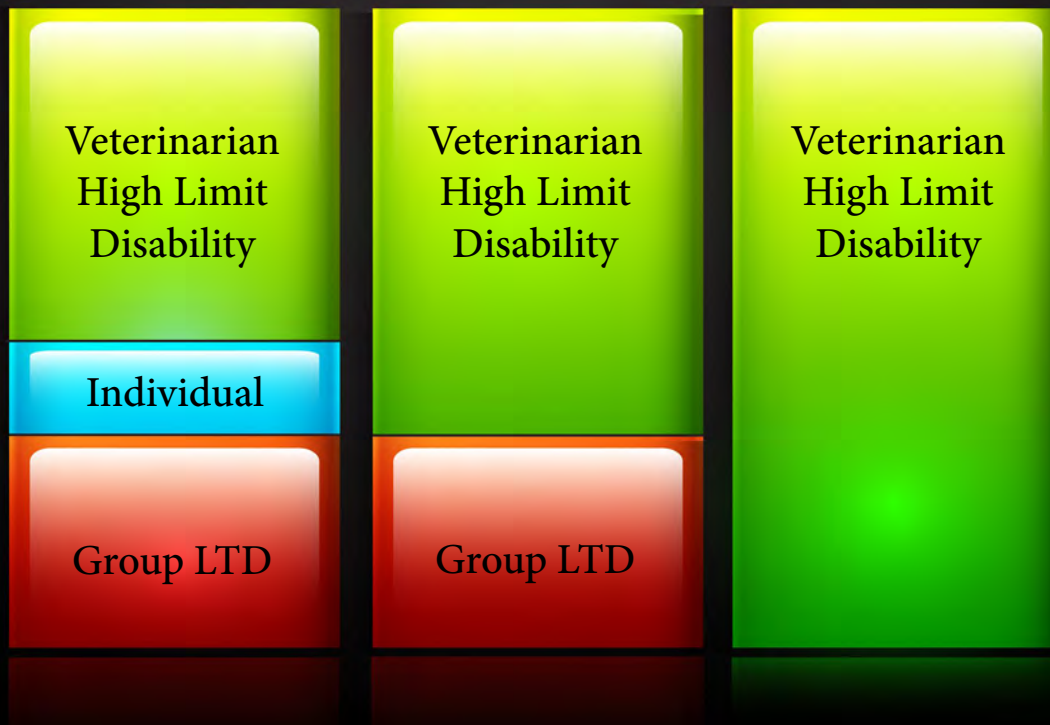 Veterinarian
High Limit
Disability
Individual
Group LTD
Veterinarian
High Limit
Disability
Group LTD
Veterinarian
High Limit
Disability